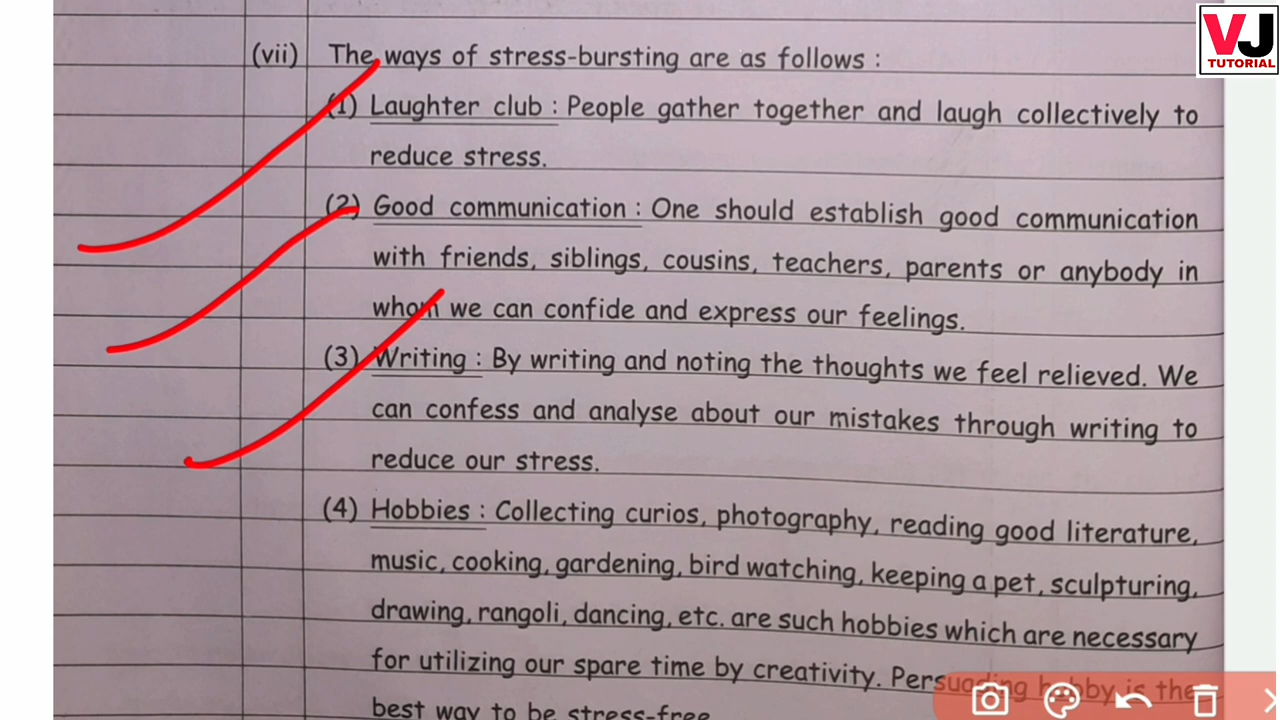 VJ
TUTORIAL
(vii) The ways of stress-bursting are as follows :
(1) Laughter club : People gather together and laugh collectively to
reduce stress.
(2) Good communication : One should establish good communication
with friends, siblings, cousins, teachers, parents or anybody in
whom we can confide and express our feelings.
(3) Writing : By writing and noting the thoughts we feel relieved. We
can confess and analyse about our mistakes through writing to
reduce our stress.
(4) Hobbies : Collecting curios, photography, reading good literature,
music, cooking, gardening, bird watching, keeping a pet, sculpturing,
drawing, rangoli, dancing, etc. are such hobbies which are necessary
for utilizing our spare time by creativity. Persuading hobby is the
best way to be stress-free